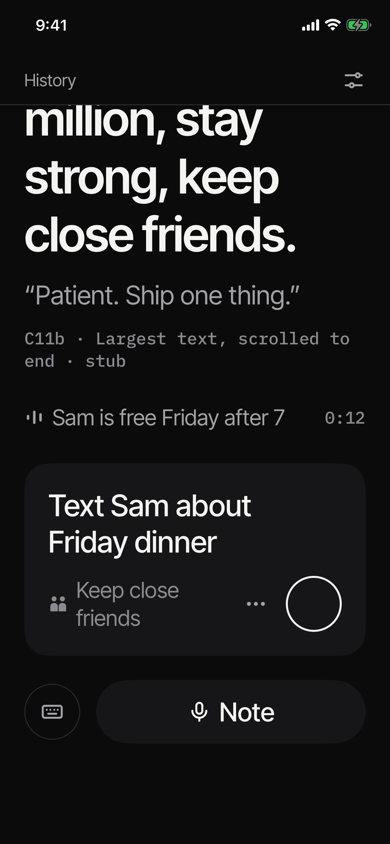 9:41
History
million, stay
strong, keep
close friends.
“Patient. Ship one thing.”
C11b · Largest text, scrolled to
end · stub
Sam is free Friday after 7 0:12
Text Sam about
Friday dinner
Keep close
friends
Note